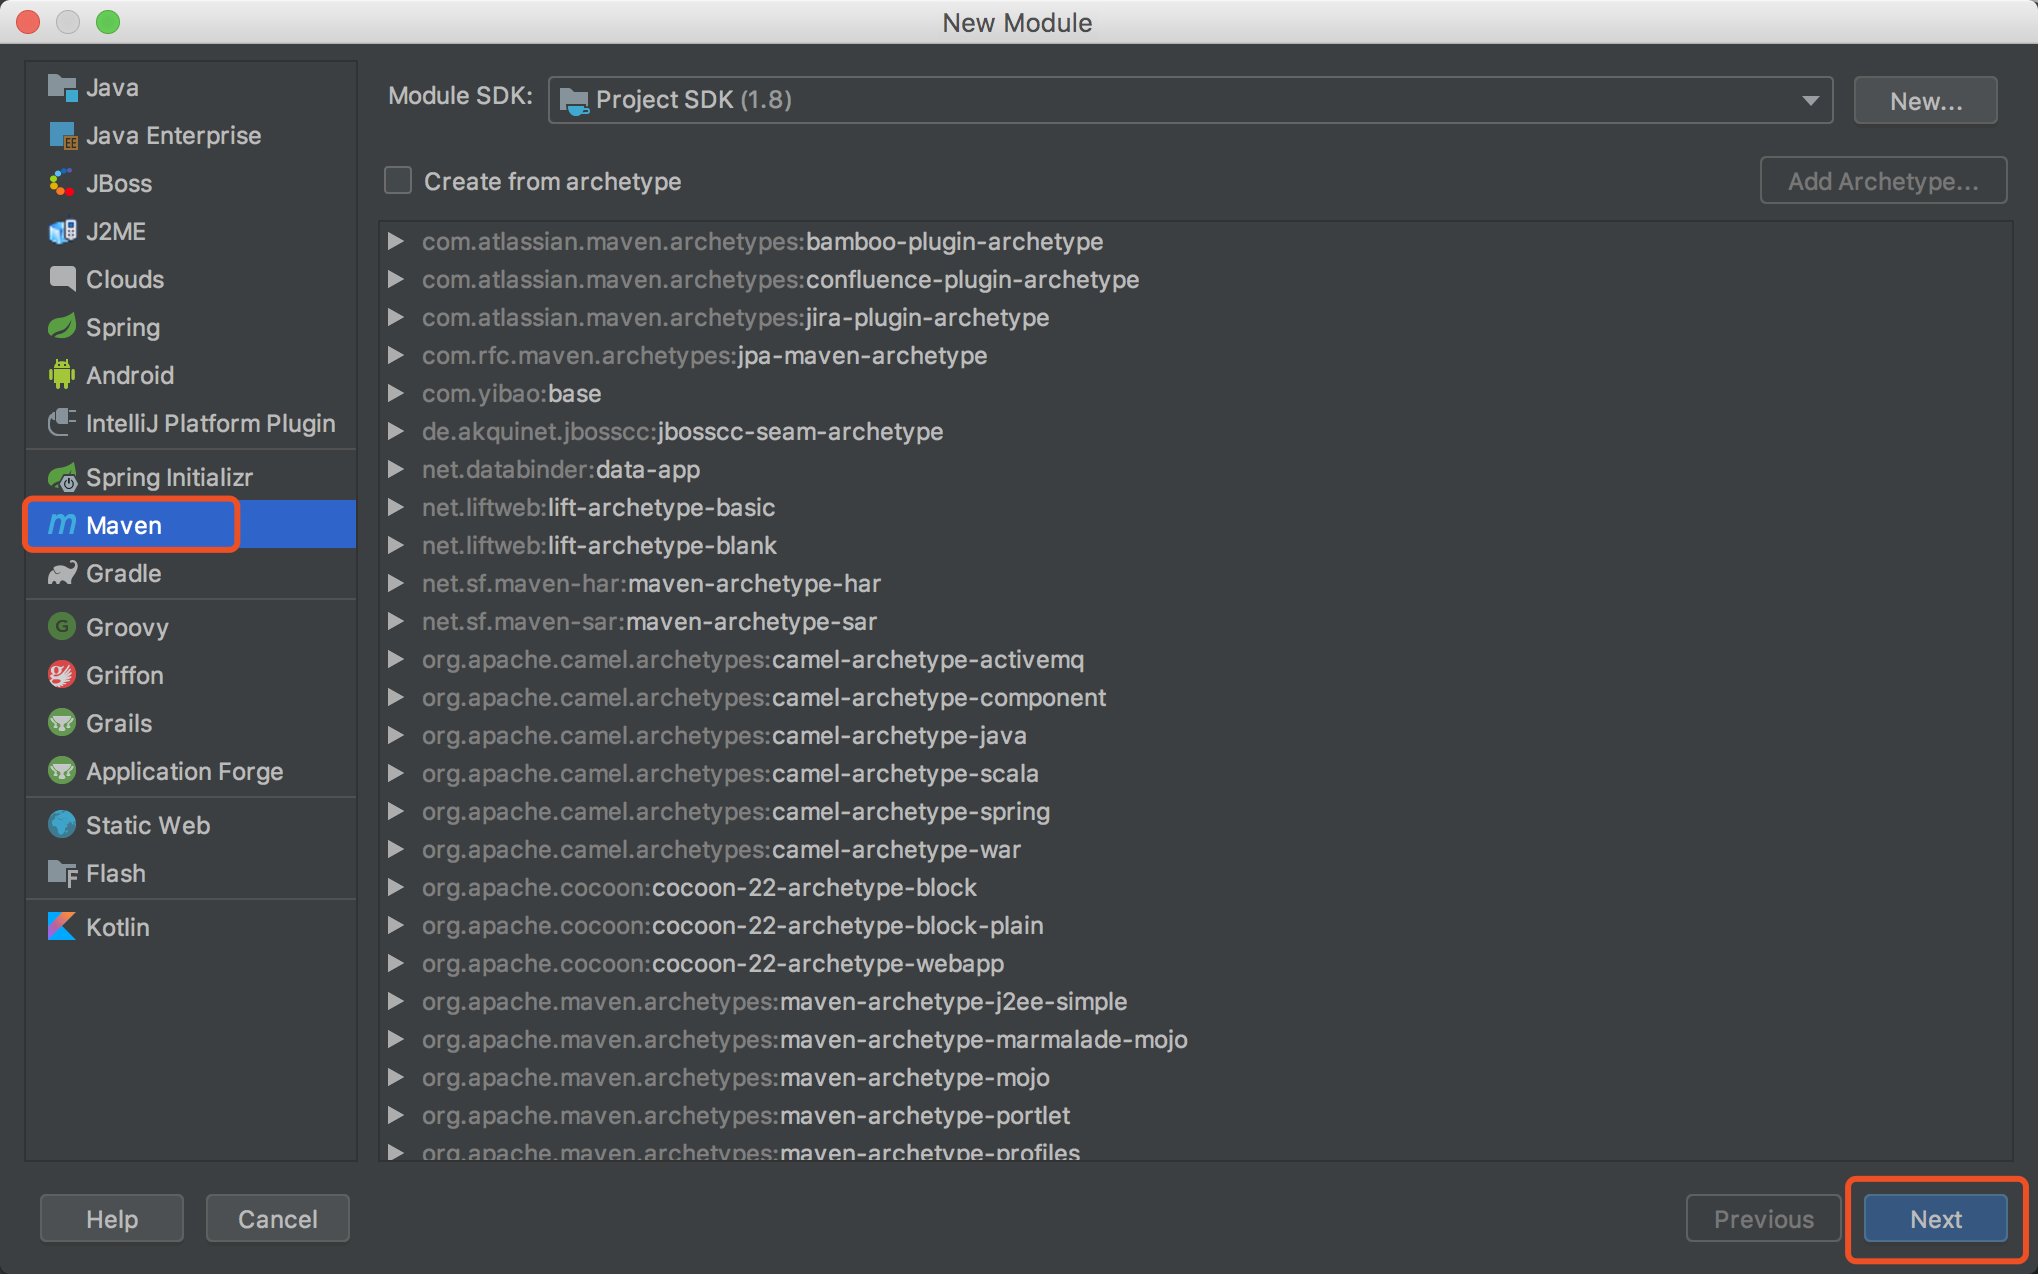 New Module
Java
Java Enterprise
JBoss
J2ME
Clouds
Spring
Android
IntelliJ Platform Plugin
Spring Initializr
Maven
Gradle
Groovy
Griffon
Grails
Application Forge
Static Web
Flash
Kotlin
Module SDK: Project SDK (1.8) New...
Create from archetype Add Archetype...
com.atlassian.maven.archetypes:bamboo-plugin-archetype
com.atlassian.maven.archetypes:confluence-plugin-archetype
com.atlassian.maven.archetypes:jira-plugin-archetype
com.rfc.maven.archetypes:jpa-maven-archetype
com.yibao:base
de.akquinet.jbosscc:jbosscc-seam-archetype
net.databinder:data-app
net.liftweb:lift-archetype-basic
net.liftweb:lift-archetype-blank
net.sf.maven-har:maven-archetype-har
net.sf.maven-sar:maven-archetype-sar
org.apache.camel.archetypes:camel-archetype-activemq
org.apache.camel.archetypes:camel-archetype-component
org.apache.camel.archetypes:camel-archetype-java
org.apache.camel.archetypes:camel-archetype-scala
org.apache.camel.archetypes:camel-archetype-spring
org.apache.camel.archetypes:camel-archetype-war
org.apache.cocoon:cocoon-22-archetype-block
org.apache.cocoon:cocoon-22-archetype-block-plain
org.apache.cocoon:cocoon-22-archetype-webapp
org.apache.maven.archetypes:maven-archetype-j2ee-simple
org.apache.maven.archetypes:maven-archetype-marmalade-mojo
org.apache.maven.archetypes:maven-archetype-mojo
org.apache.maven.archetypes:maven-archetype-portlet
org.apache.maven.archetypes:maven-archetype-profiles
Help Cancel Previous Next